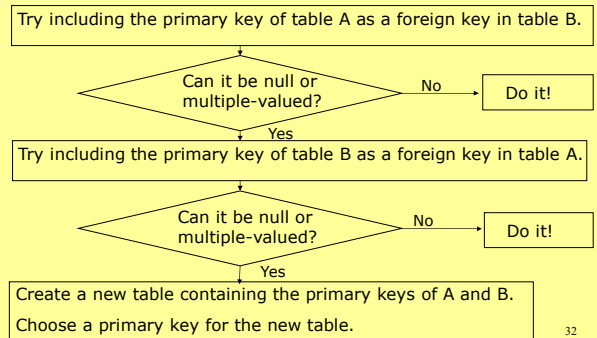 Try including the primary key of table A as a foreign key in table B.
Can it be null or
multiple-valued?
No
Do it!
Yes
Try including the primary key of table B as a foreign key in table A.
Can it be null or
multiple-valued?
No
Do it!
Yes
Create a new table containing the primary keys of A and B.
Choose a primary key for the new table.
32